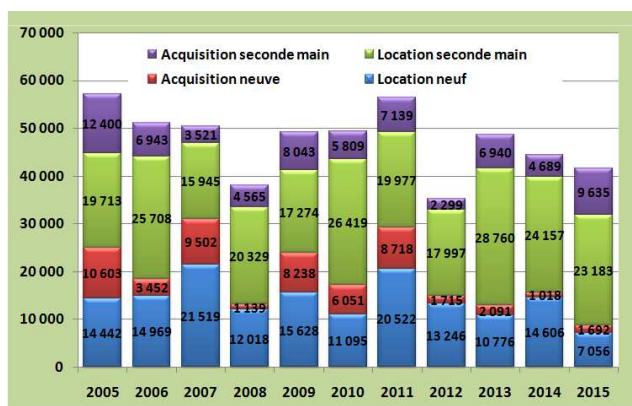 70 000
Acquisition seconde main Location seconde main
60 000
Acquisition neuve Location neuf
50 000
40 000
30 000
20 000
10 000
0
12 400 6 943 3 521 4 565 8 043 5 809 7 139 2 299 6 940 4 689 9 635
19 713 25 708 15 945 20 329 17 274 26 419 19 977 17 997 28 760 24 157 23 183
10 603 3 452 9 502 1 139 8 238 6 051 8 718 1 715 2 091 1 018 1 692
14 442 14 969 21 519 12 018 15 628 11 095 20 522 13 246 10 776 14 606 7 056
2005 2006 2007 2008 2009 2010 2011 2012 2013 2014 2015